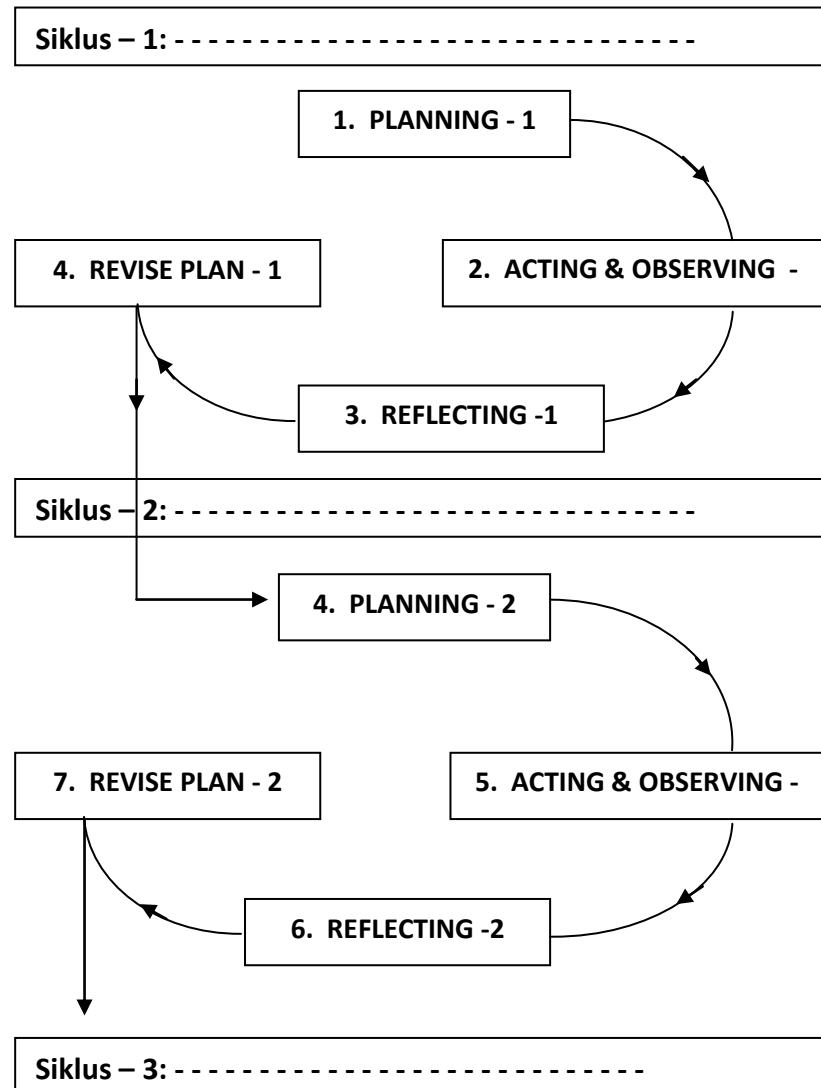 Siklus – 1: - - - - - - - - - - - - - - - - - - - - - - - - - - - - - - - -
1. PLANNING - 1
4. REVISE PLAN - 1
2. ACTING & OBSERVING -
3. REFLECTING -1
Siklus – 2: - - - - - - - - - - - - - - - - - - - - - - - - - - - - - - - -
4. PLANNING - 2
7. REVISE PLAN - 2
5. ACTING & OBSERVING -
6. REFLECTING -2
Siklus – 3: - - - - - - - - - - - - - - - - - - - - - - - - - - - - -